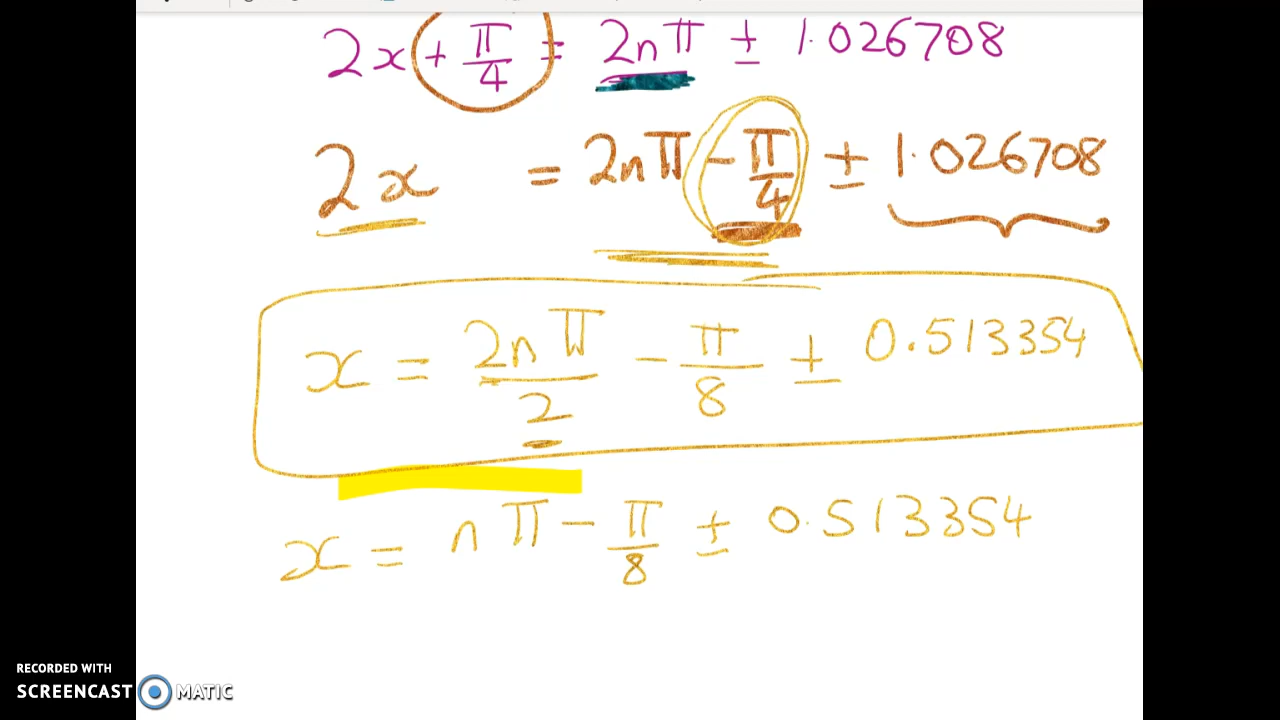 2x + π/4 = 2nπ ± 1.026708
2x = 2nπ - π/4 ± 1.026708
x = 2nπ/2 - π/8 ± 0.513354
x = nπ - π/8 ± 0.513354
RECORDED WITH
SCREENCAST MATIC